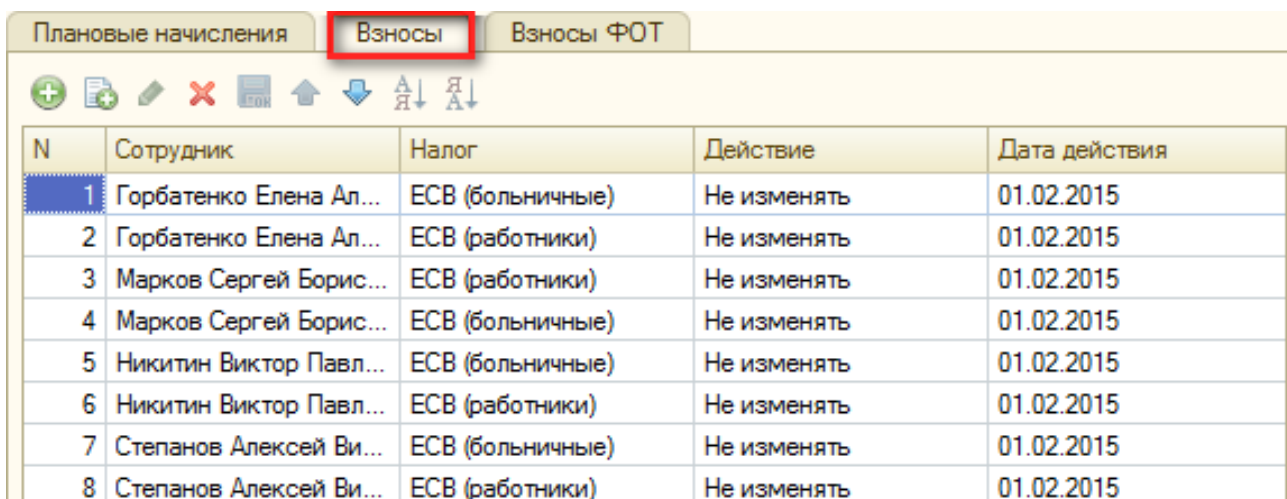 Плановые начисления Взносы Взносы ФОТ
N Сотрудник Налог Действие Дата действия
1 Горбатенко Елена Ал... ЕСВ (больничные) Не изменять 01.02.2015
2 Горбатенко Елена Ал... ЕСВ (работники) Не изменять 01.02.2015
3 Марков Сергей Борис... ЕСВ (работники) Не изменять 01.02.2015
4 Марков Сергей Борис... ЕСВ (больничные) Не изменять 01.02.2015
5 Никитин Виктор Павл... ЕСВ (больничные) Не изменять 01.02.2015
6 Никитин Виктор Павл... ЕСВ (работники) Не изменять 01.02.2015
7 Степанов Алексей Ви... ЕСВ (больничные) Не изменять 01.02.2015
8 Степанов Алексей Ви... ЕСВ (работники) Не изменять 01.02.2015